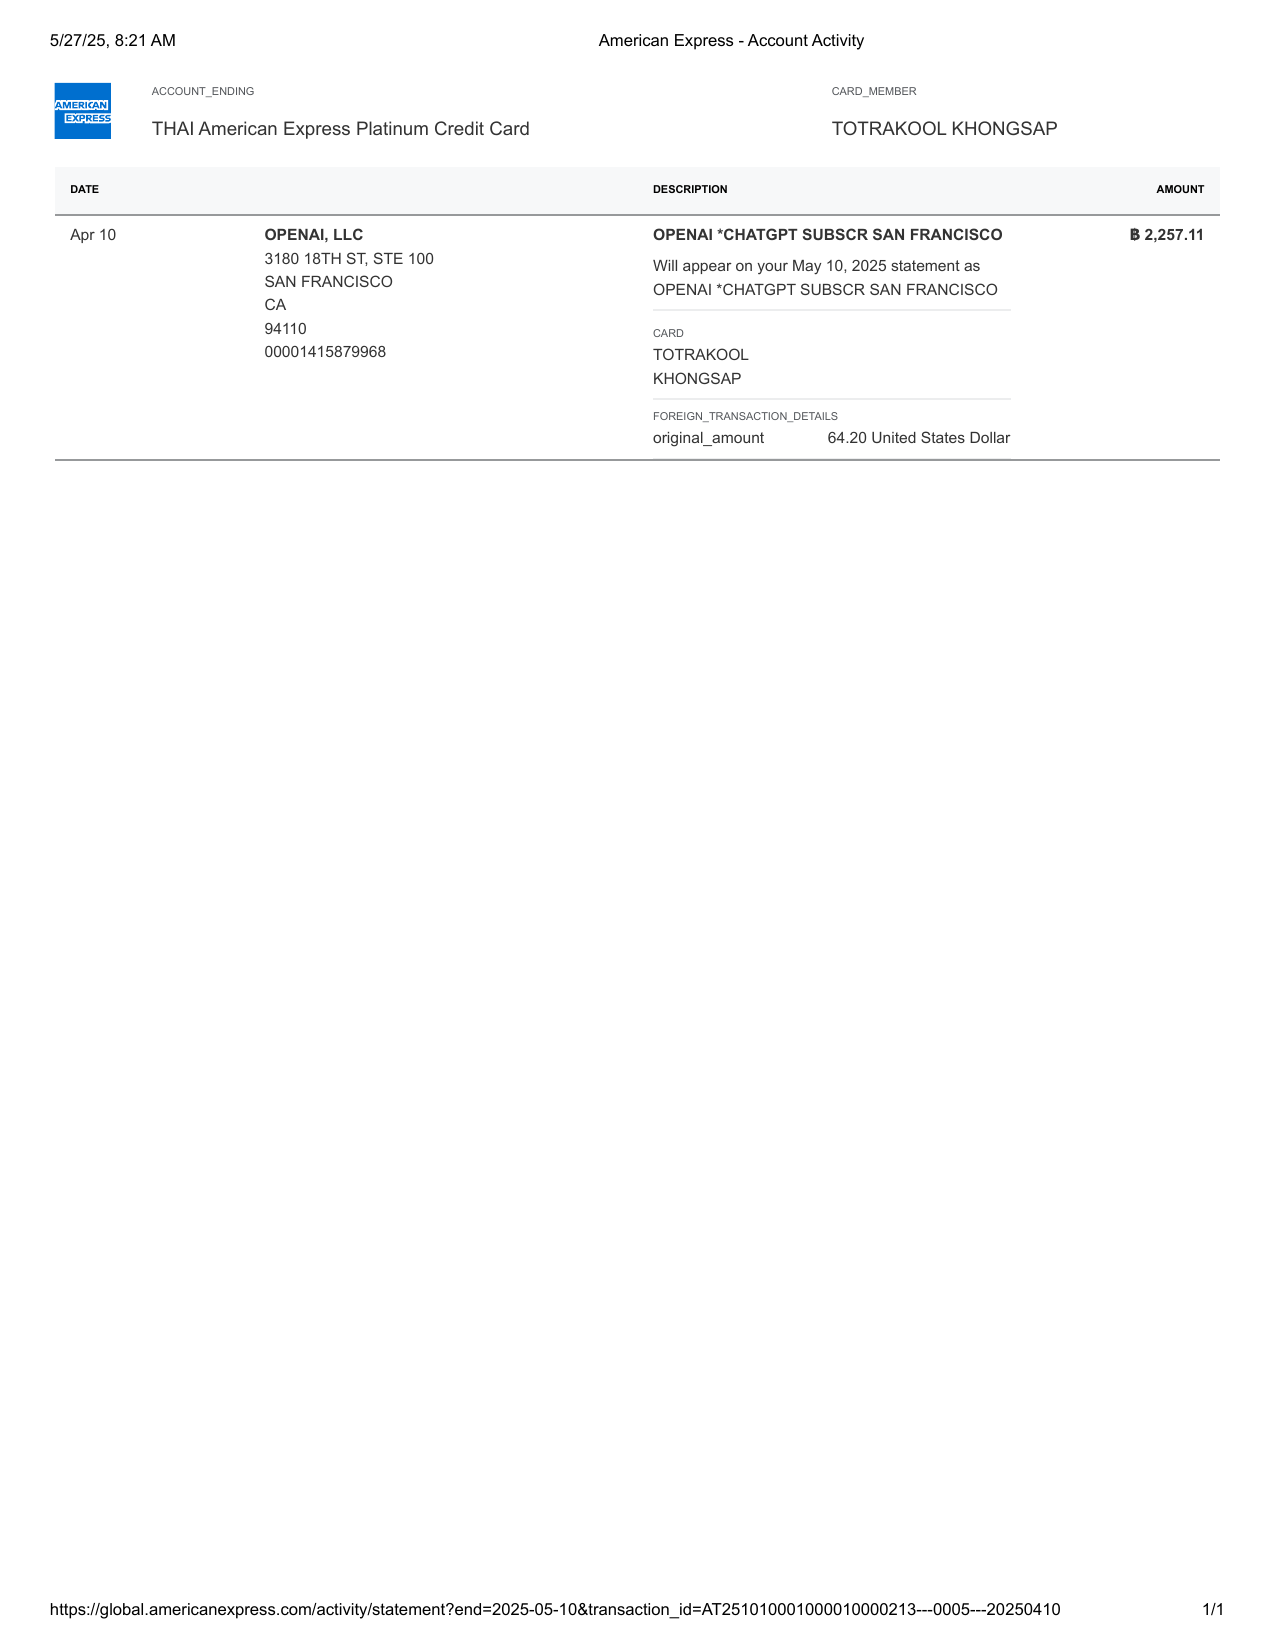 5/27/25, 8:21 AM American Express - Account Activity
AMERICAN
EXPRESS
ACCOUNT_ENDING CARD_MEMBER
THAI American Express Platinum Credit Card TOTRAKOOL KHONGSAP
DATE DESCRIPTION AMOUNT
Apr 10 OPENAI, LLC OPENAI *CHATGPT SUBSCR SAN FRANCISCO ฿ 2,257.11
3180 18TH ST, STE 100
SAN FRANCISCO
CA
94110
00001415879968
Will appear on your May 10, 2025 statement as
OPENAI *CHATGPT SUBSCR SAN FRANCISCO
CARD
TOTRAKOOL
KHONGSAP
FOREIGN_TRANSACTION_DETAILS
original_amount 64.20 United States Dollar
https://global.americanexpress.com/activity/statement?end=2025-05-10&transaction_id=AT251010001000010000213---0005---20250410 1/1